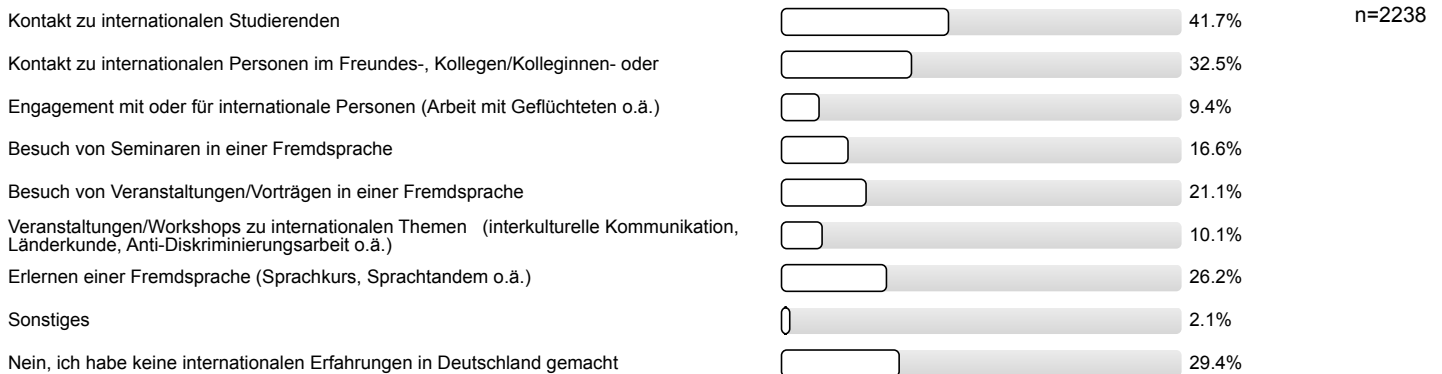 Kontakt zu internationalen Studierenden 41.7% n=2238
Kontakt zu internationalen Personen im Freundes-, Kollegen/Kolleginnen- oder 32.5%
Engagement mit oder für internationale Personen (Arbeit mit Geflüchteten o.ä.) 9.4%
Besuch von Seminaren in einer Fremdsprache 16.6%
Besuch von Veranstaltungen/Vorträgen in einer Fremdsprache 21.1%
Veranstaltungen/Workshops zu internationalen Themen (interkulturelle Kommunikation,
Länderkunde, Anti-Diskriminierungsarbeit o.ä.) 10.1%
Erlernen einer Fremdsprache (Sprachkurs, Sprachtandem o.ä.) 26.2%
Sonstiges 2.1%
Nein, ich habe keine internationalen Erfahrungen in Deutschland gemacht 29.4%